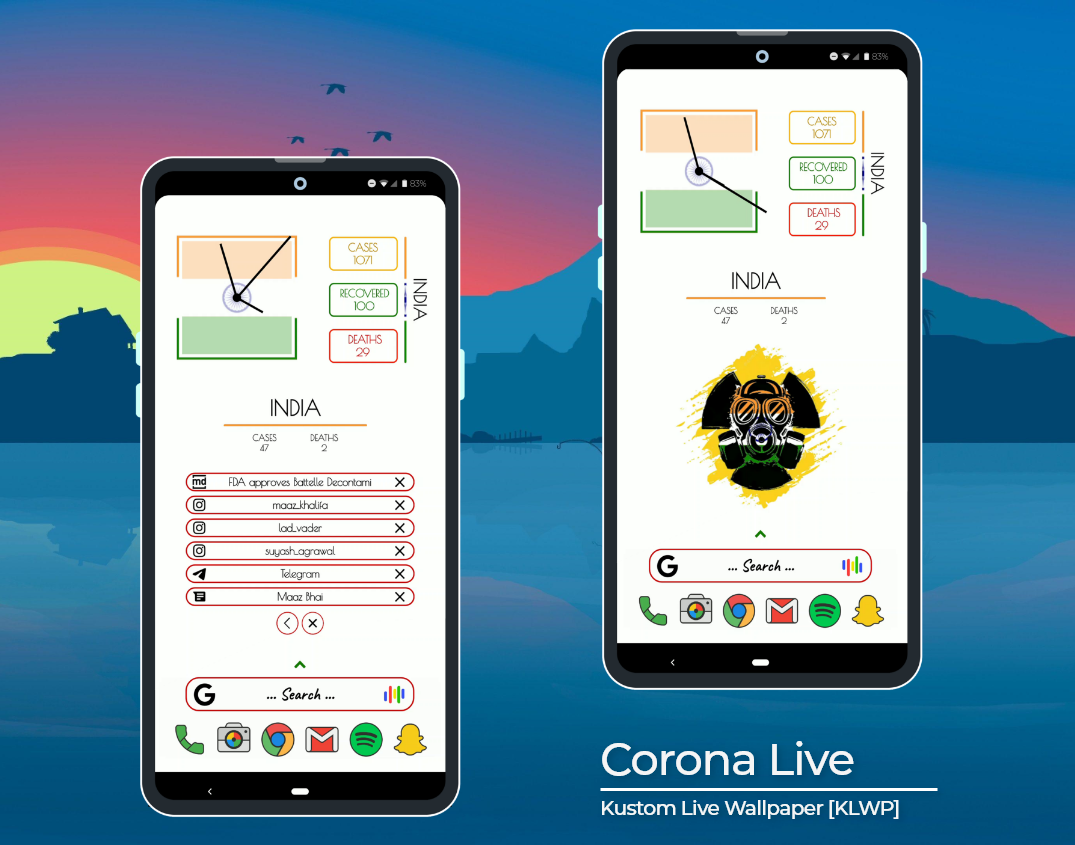 83%
CASES
1071
RECOVERED
100
DEATHS
29
INDIA
INDIA
CASES
47
DEATHS
2
md
FDA approves Battelle Decontami
maaz_khalifa
lad_vader
suyash_agrawal
Telegram
Maaz Bhai
G
... Search ...
83%
CASES
1071
RECOVERED
100
DEATHS
29
INDIA
INDIA
CASES
47
DEATHS
2
G
... Search ...
Corona Live
Kustom Live Wallpaper [KLWP]